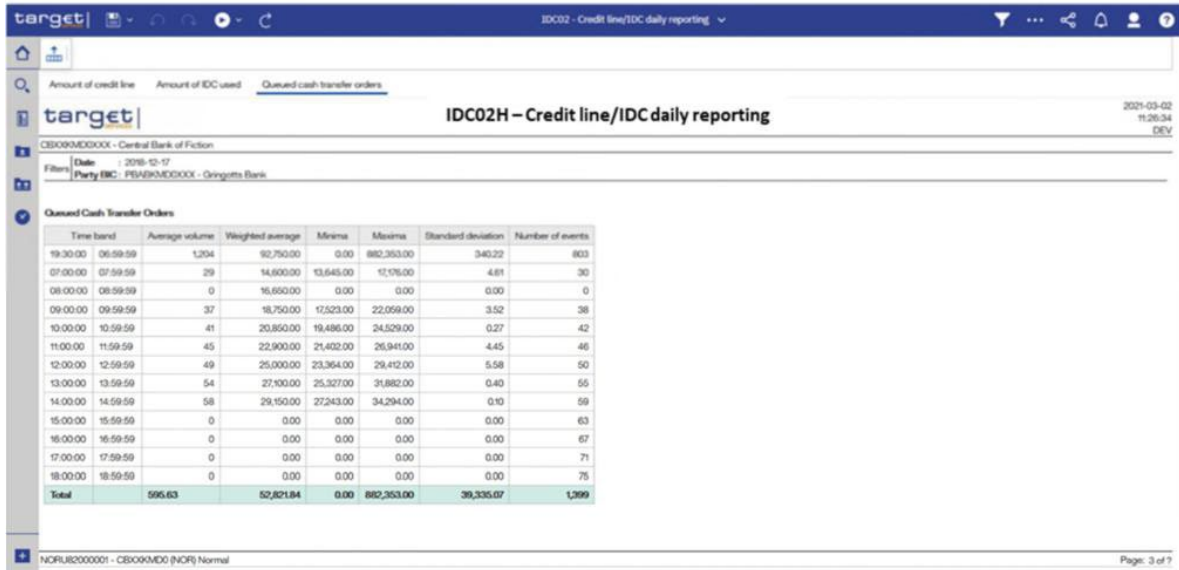 target| IDC02 - Credit line/IDC daily reporting
Amount of credit line Amount of IDC used Queued cash transfer orders
target| IDC02H – Credit line/IDC daily reporting 2021-03-02
11:26:34
DEV
CBXXKMD0XXX - Central Bank of Fiction
Filters Date : 2018-12-17
Party BIC : PBABKMD0XXX - Gringotts Bank
Queued Cash Transfer Orders
Time band Average volume Weighted average Minima Maxima Standard deviation Number of events
19:30:00 06:59:59 1,204 92,750.00 0.00 882,353.00 340.22 803
07:00:00 07:59:59 29 14,600.00 13,645.00 17,176.00 4.61 30
08:00:00 08:59:59 0 16,650.00 0.00 0.00 0.00 0
09:00:00 09:59:59 37 18,750.00 17,523.00 22,059.00 3.52 38
10:00:00 10:59:59 41 20,850.00 19,486.00 24,529.00 0.27 42
11:00:00 11:59:59 45 22,900.00 21,402.00 26,941.00 4.45 46
12:00:00 12:59:59 49 25,000.00 23,364.00 29,412.00 5.58 50
13:00:00 13:59:59 54 27,100.00 25,327.00 31,882.00 0.40 55
14:00:00 14:59:59 58 29,150.00 27,243.00 34,294.00 0.10 59
15:00:00 15:59:59 0 0.00 0.00 0.00 0.00 63
16:00:00 16:59:59 0 0.00 0.00 0.00 0.00 67
17:00:00 17:59:59 0 0.00 0.00 0.00 0.00 71
18:00:00 18:59:59 0 0.00 0.00 0.00 0.00 75
Total 595.63 52,821.84 0.00 882,353.00 39,335.07 1,399
NORU82000001 - CBXXKMD0 (NOR) Normal Page: 3 of ?